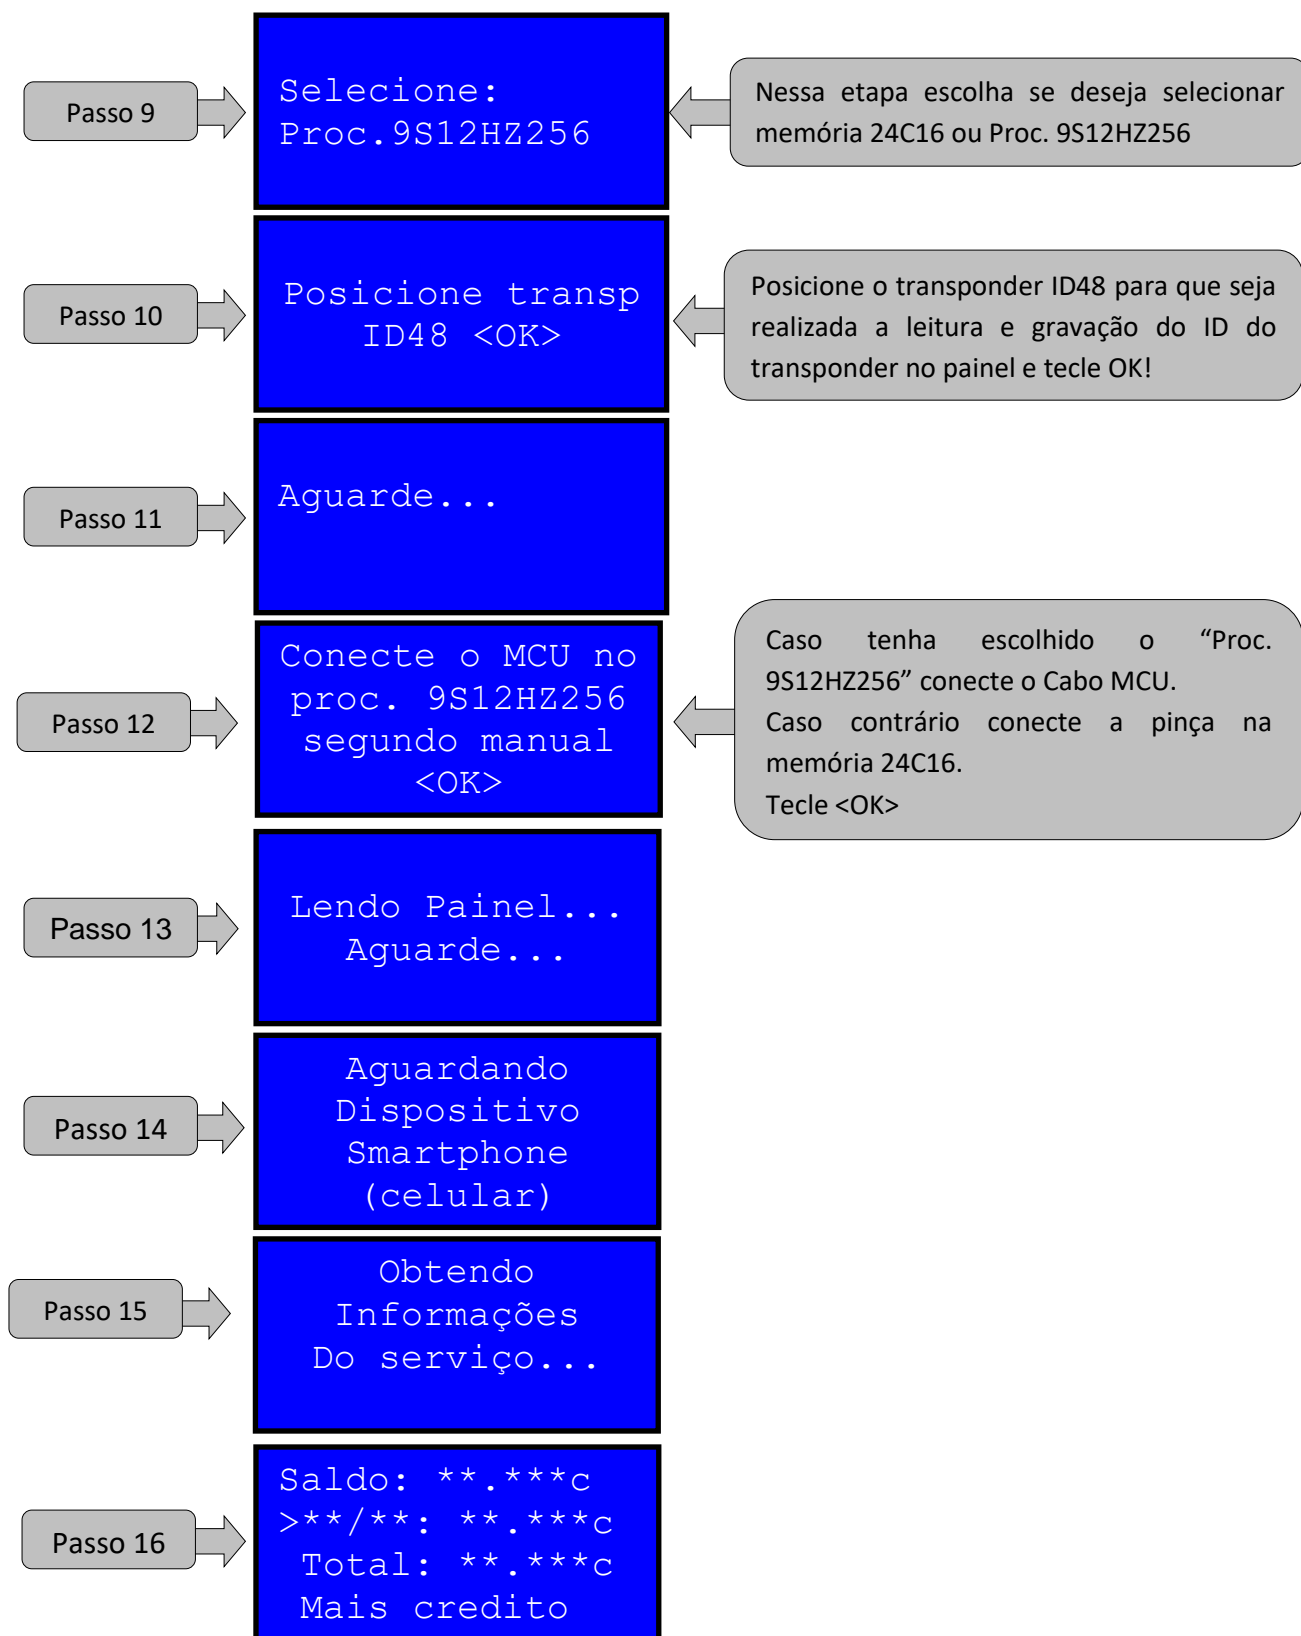 Passo 9
Selecione:
Proc.9S12HZ256
Nessa etapa escolha se deseja selecionar
memória 24C16 ou Proc. 9S12HZ256
Passo 10
Posicione transp
ID48 <OK>
Posicione o transponder ID48 para que seja
realizada a leitura e gravação do ID do
transponder no painel e tecle OK!
Passo 11
Aguarde...
Passo 12
Conecte o MCU no
proc. 9S12HZ256
segundo manual
<OK>
Caso tenha escolhido o “Proc.
9S12HZ256” conecte o Cabo MCU.
Caso contrário conecte a pinça na
memória 24C16.
Tecle <OK>
Passo 13
Lendo Painel...
Aguarde...
Passo 14
Aguardando
Dispositivo
Smartphone
(celular)
Passo 15
Obtendo
Informações
Do serviço...
Passo 16
Saldo: **.***c
>**/**: **.***c
Total: **.***c
Mais credito